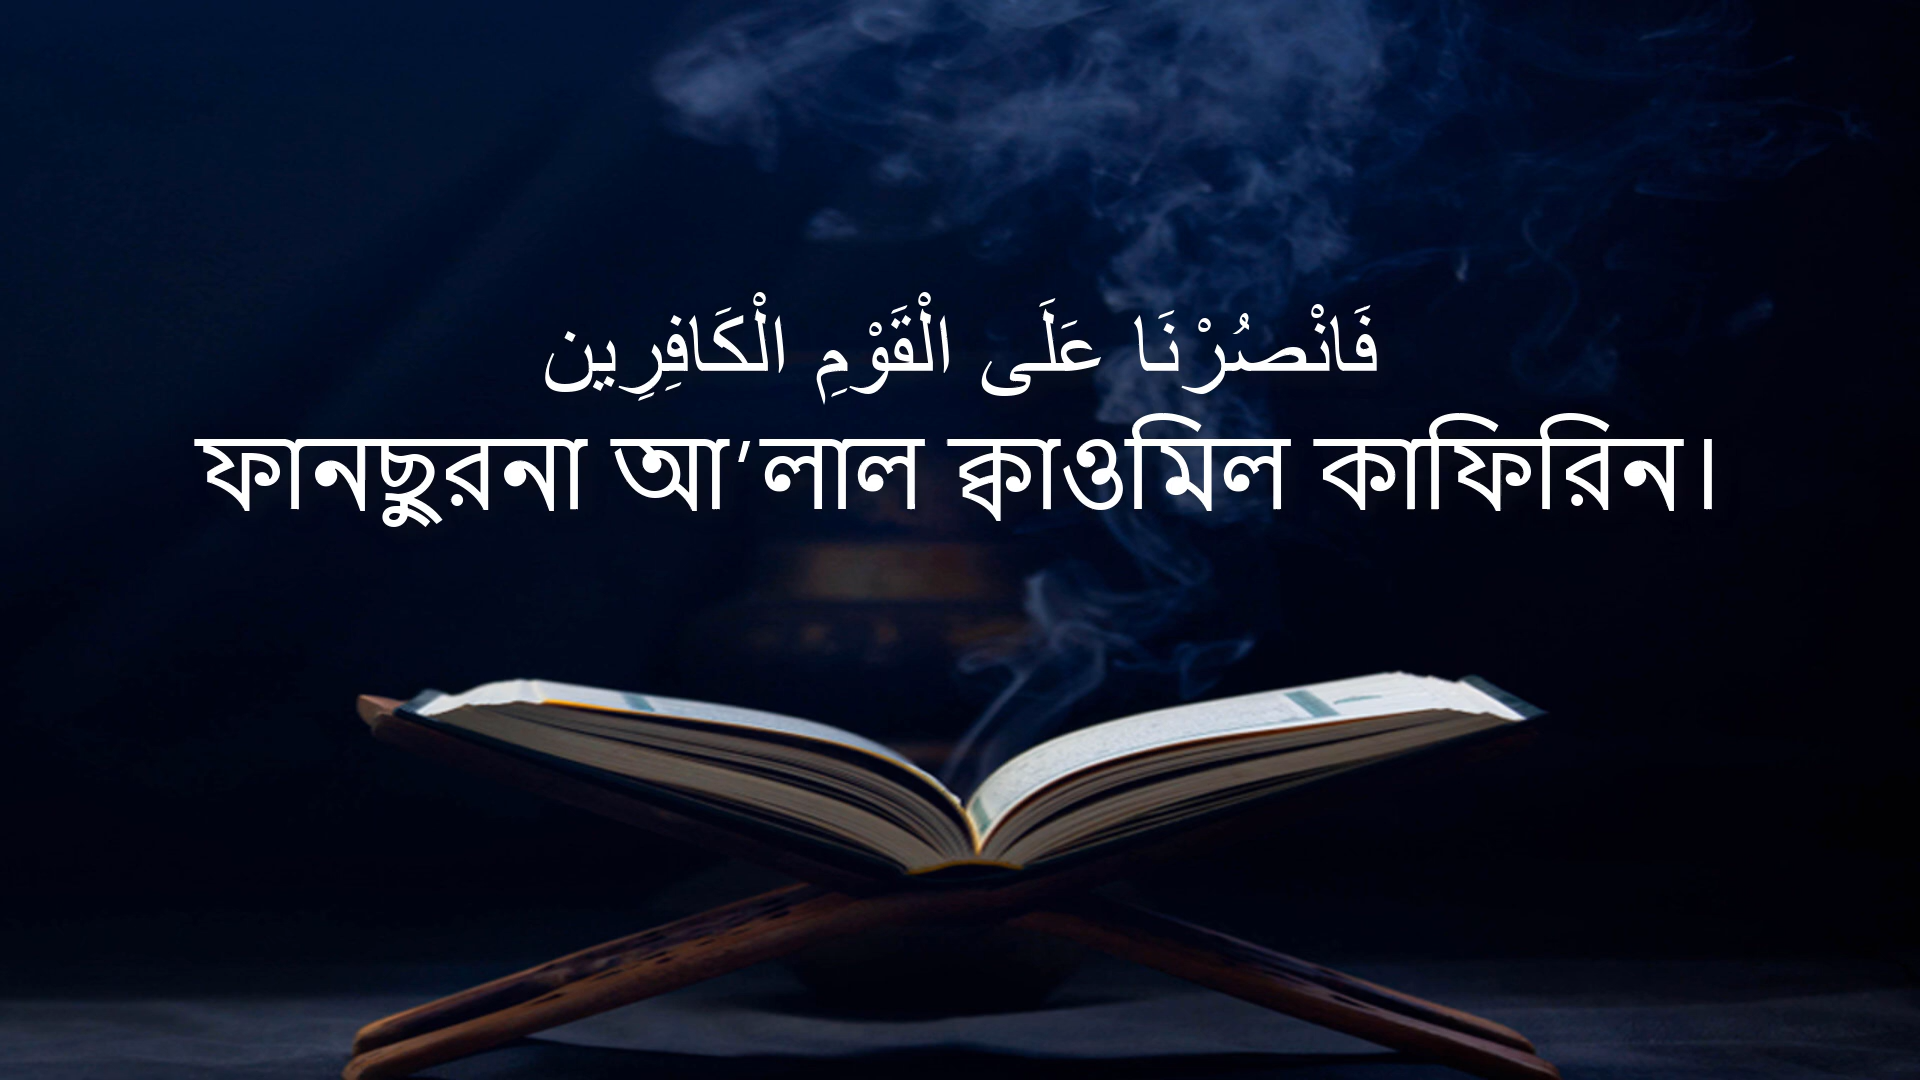 فَانْصُرْنَا عَلَى الْقَوْمِ الْكَافِرِين
ফানছুরনা আ’লাল ক্বাওমিল কাফিরিন।